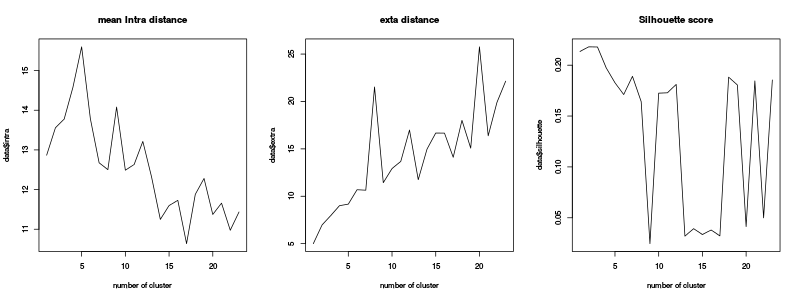 mean Intra distance
data$intra
11
12
13
14
15
5
10
15
20
number of cluster
exta distance
data$extra
5
10
15
20
25
5
10
15
20
number of cluster
Silhouette score
data$silhouette
0.05
0.10
0.15
0.20
5
10
15
20
number of cluster